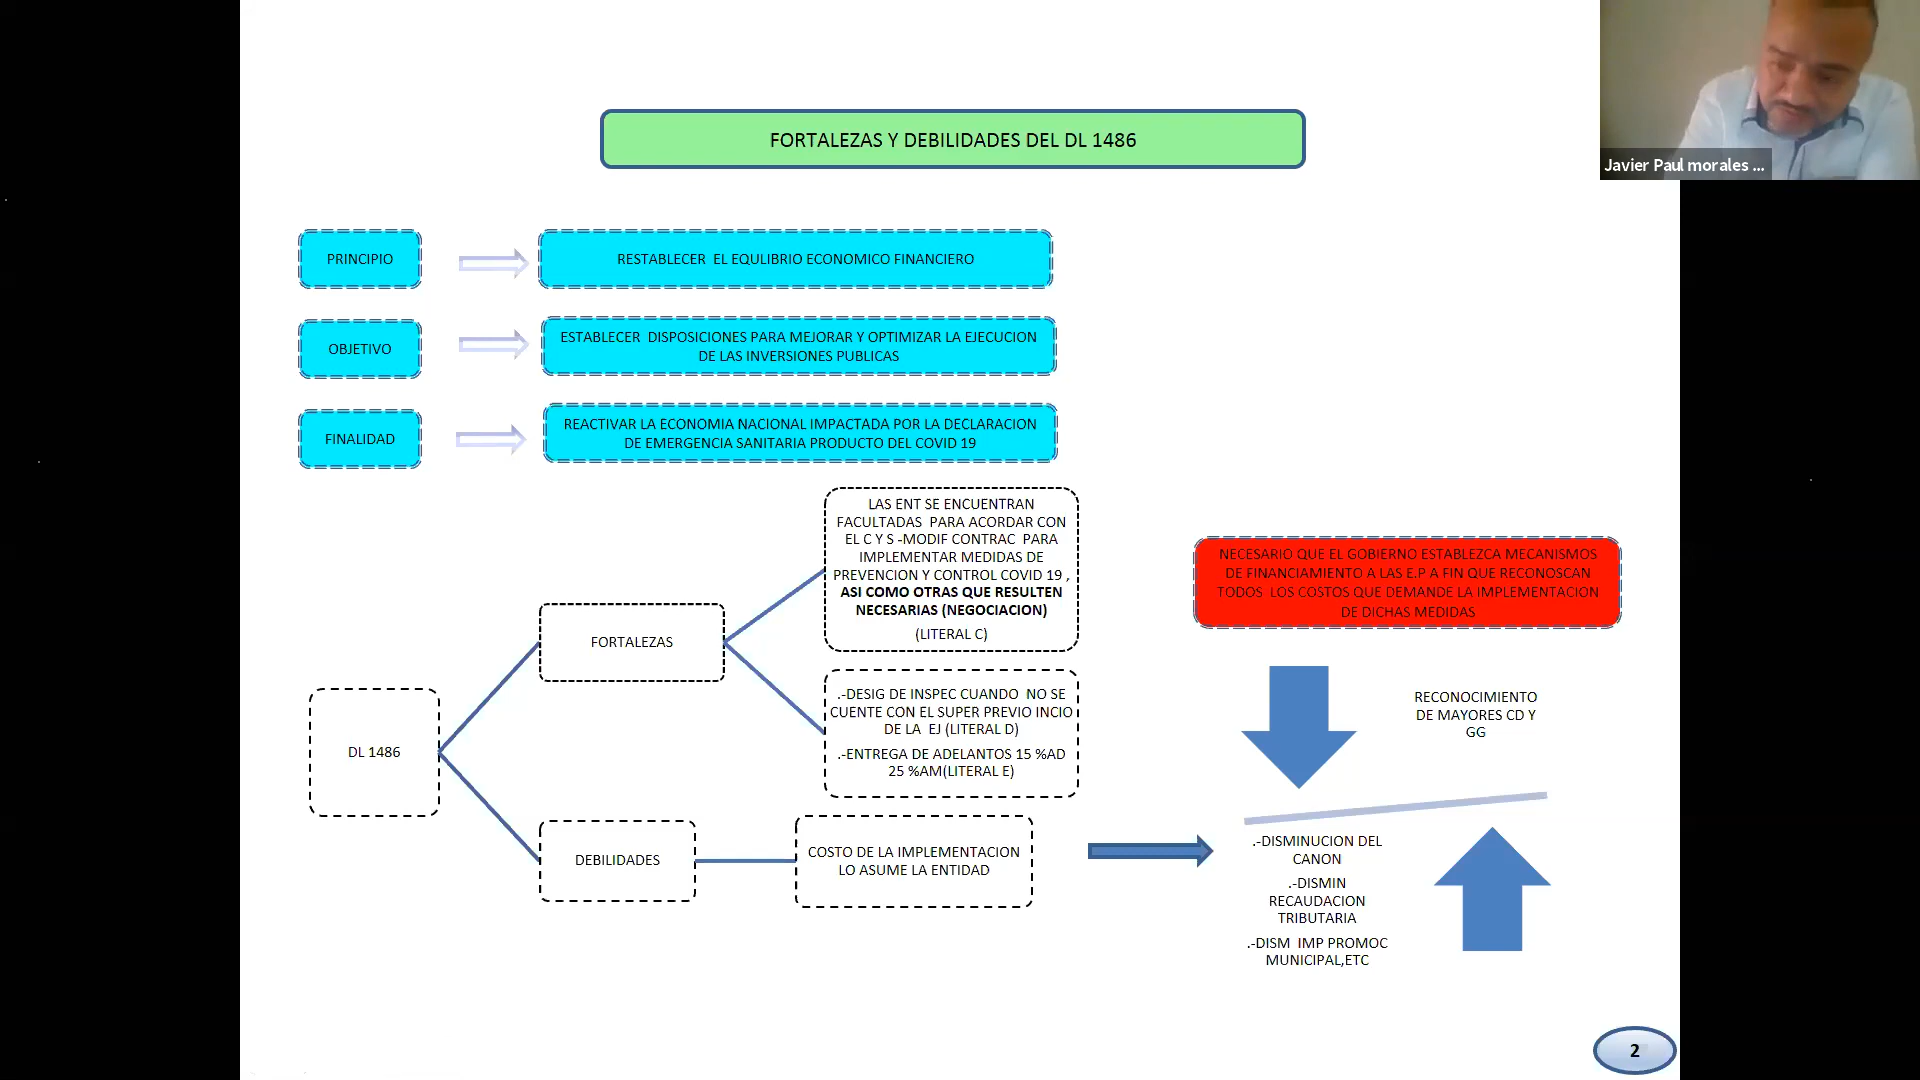 FORTALEZAS Y DEBILIDADES DEL DL 1486
Javier Paul morales ...
PRINCIPIO
RESTABLECER EL EQULIBRIO ECONOMICO FINANCIERO
OBJETIVO
ESTABLECER DISPOSICIONES PARA MEJORAR Y OPTIMIZAR LA EJECUCION
DE LAS INVERSIONES PUBLICAS
FINALIDAD
REACTIVAR LA ECONOMIA NACIONAL IMPACTADA POR LA DECLARACION
DE EMERGENCIA SANITARIA PRODUCTO DEL COVID 19
DL 1486
FORTALEZAS
LAS ENT SE ENCUENTRAN
FACULTADAS PARA ACORDAR CON
EL C Y S -MODIF CONTRAC PARA
IMPLEMENTAR MEDIDAS DE
PREVENCION Y CONTROL COVID 19 ,
ASI COMO OTRAS QUE RESULTEN
NECESARIAS (NEGOCIACION)
(LITERAL C)
.-DESIG DE INSPEC CUANDO NO SE
CUENTE CON EL SUPER PREVIO INCIO
DE LA EJ (LITERAL D)
.-ENTREGA DE ADELANTOS 15 %AD
25 %AM(LITERAL E)
DEBILIDADES
COSTO DE LA IMPLEMENTACION
LO ASUME LA ENTIDAD
NECESARIO QUE EL GOBIERNO ESTABLEZCA MECANISMOS
DE FINANCIAMIENTO A LAS E.P A FIN QUE RECONOSCAN
TODOS LOS COSTOS QUE DEMANDE LA IMPLEMENTACION
DE DICHAS MEDIDAS
RECONOCIMIENTO
DE MAYORES CD Y
GG
.-DISMINUCION DEL
CANON
.-DISMIN
RECAUDACION
TRIBUTARIA
.-DISM IMP PROMOC
MUNICIPAL,ETC
2